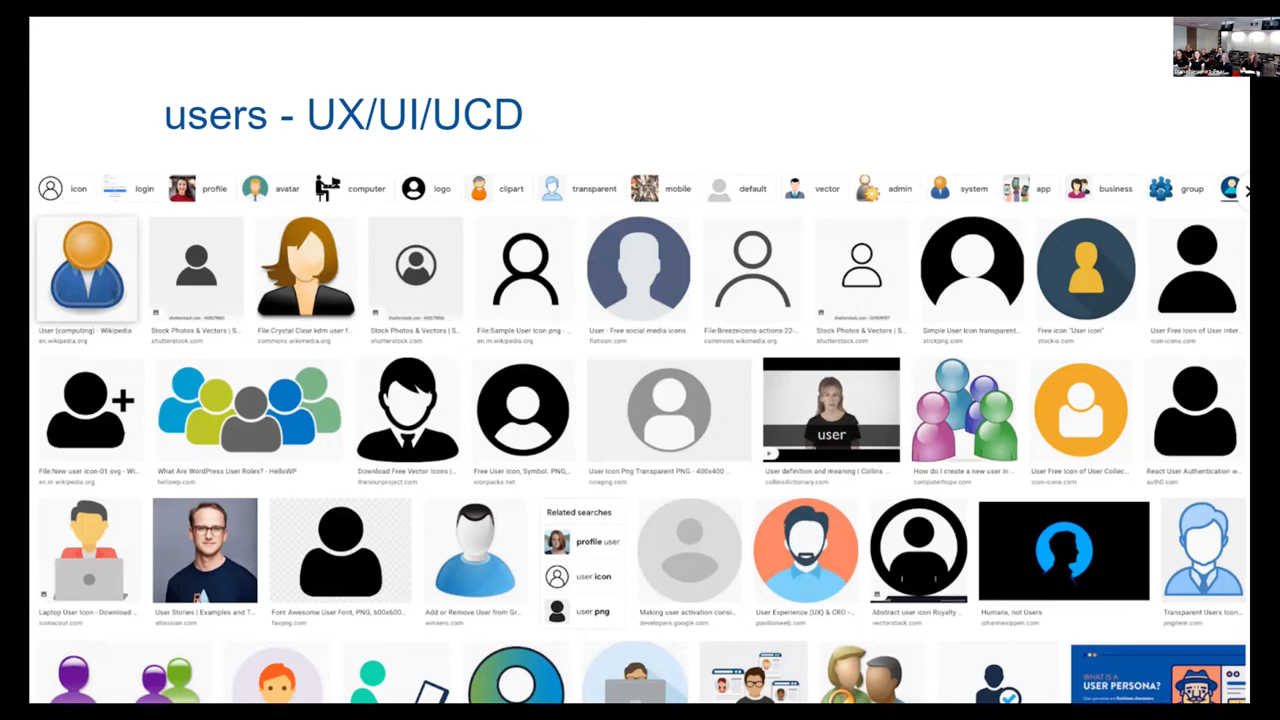 users - UX/UI/UCD
icon
login
profile
avatar
computer
logo
clipart
transparent
mobile
default
vector
admin
system
app
business
group
User (computing) - Wikipedia
en.wikipedia.org
Stock Photos & Vectors | S...
shutterstock.com
File:Crystal Clear kdm user f...
commons.wikimedia.org
Stock Photos & Vectors | S...
shutterstock.com
File:Sample User Icon.png - ...
en.m.wikipedia.org
User - Free social media icons
flaticon.com
File:Breezeicons-actions-22-...
commons.wikimedia.org
Stock Photos & Vectors | S...
shutterstock.com
Simple User Icon transparent...
stickpng.com
Free icon "User icon"
stockio.com
User Free Icon of User Inter...
icon-icons.com
File:New user icon-01.svg - Wi...
en.m.wikipedia.org
What Are WordPress User Roles? - HelloWP
hellowp.com
Download Free Vector Icons |...
thenounproject.com
Free User Icon, Symbol. PNG,...
iconpacks.net
User Icon Png Transparent PNG - 400x400 ...
nicepng.com
user
User definition and meaning | Collins ...
collinsdictionary.com
How do I create a new user in...
computerhope.com
User Free Icon of User Collec...
icon-icons.com
React User Authentication w...
auth0.com
Laptop User Icon - Download ...
iconscout.com
User Stories | Examples and T...
atlassian.com
Font Awesome User Font, PNG, 600x600...
favpng.com
Add or Remove User from Gr...
winaero.com
Related searches
profile user
user icon
user png
Making user activation consi...
developers.google.com
User Experience (UX) & CRO - ...
pavilionweb.com
Abstract user icon Royalty ...
vectorstock.com
Humans, not Users
johannesippen.com
Transparent Users Icon...
pngitem.com
WHAT IS A
USER PERSONA?